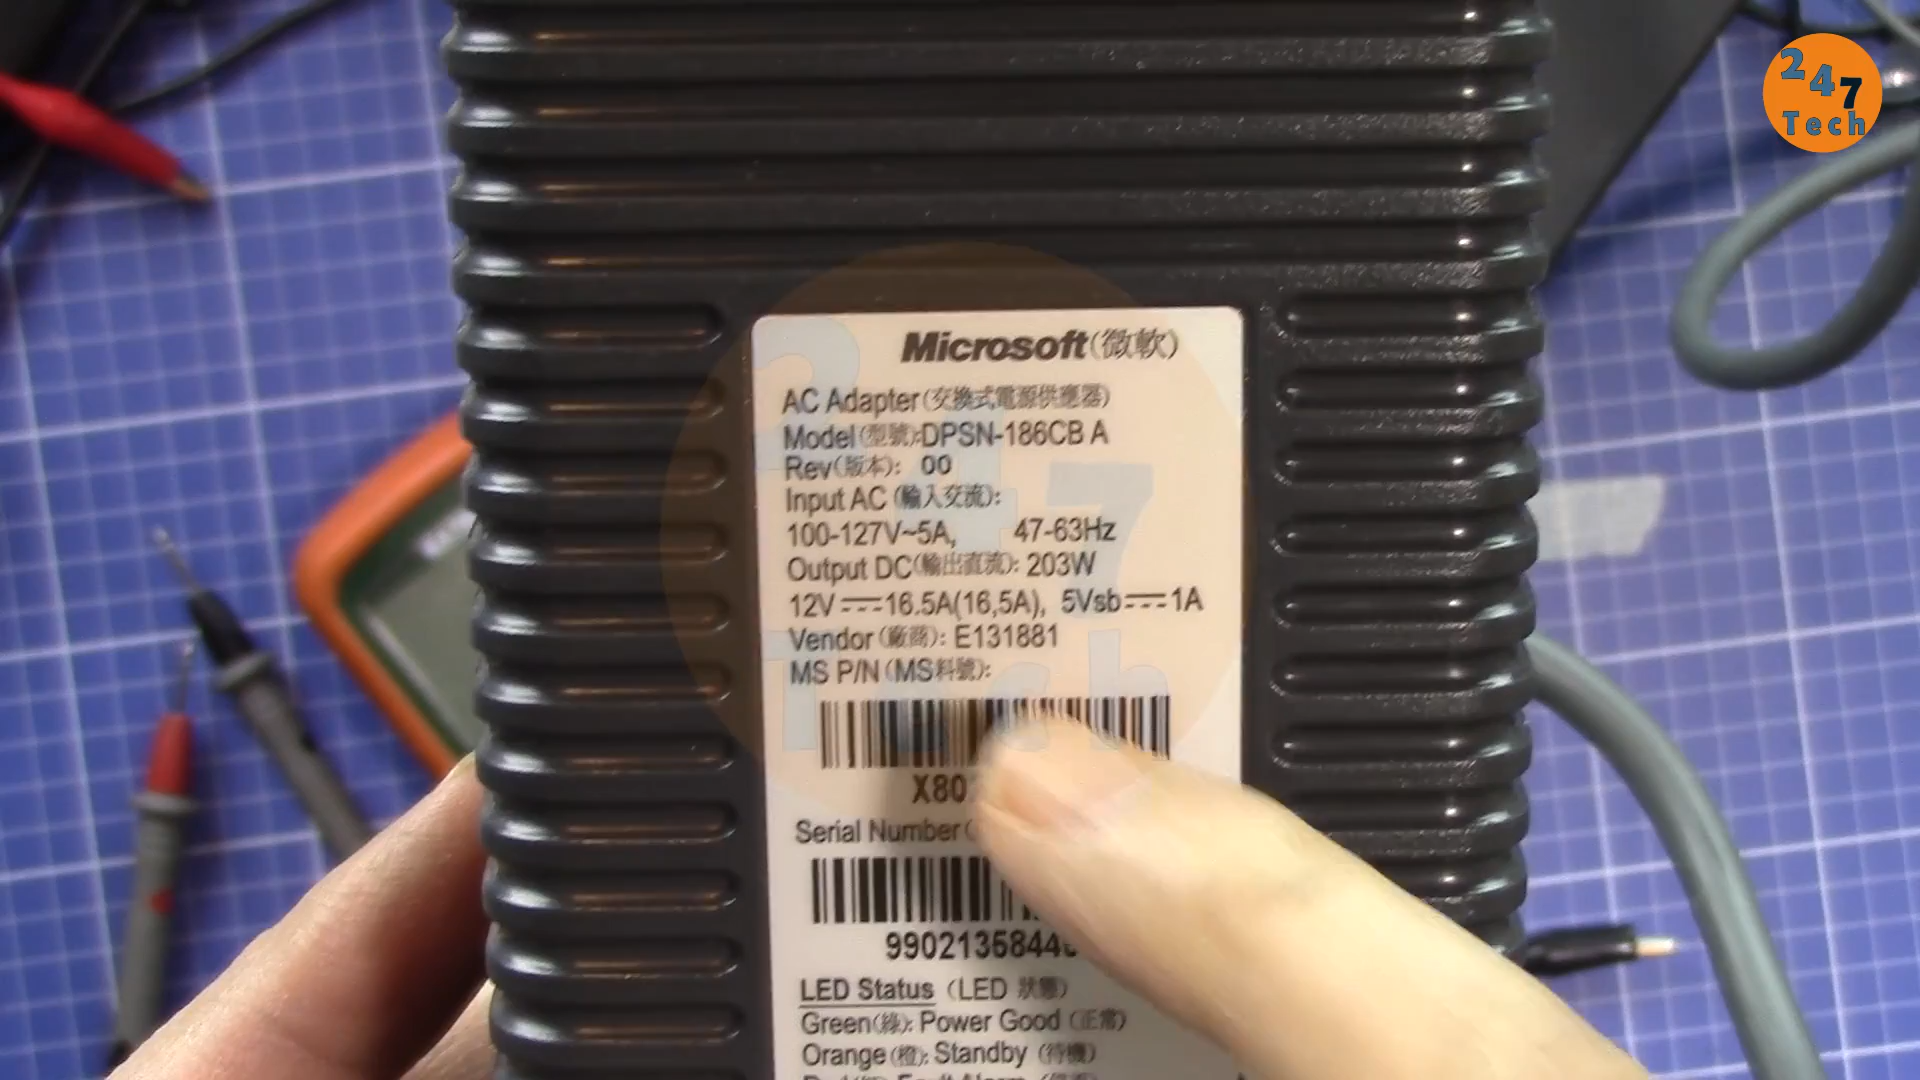 247
Tech
Microsoft(微軟)
AC Adapter(交換式電源供應器)
Model(型號):DPSN-186CB A
Rev(版本): 00
Input AC (輸入交流):
100-127V~5A, 47-63Hz
Output DC(輸出直流): 203W
12V⎓16.5A(16,5A), 5Vsb⎓1A
Vendor(廠商): E131881
MS P/N(MS料號):
X80
Serial Number(
990213584
LED Status (LED 狀態)
Green(綠): Power Good (正常)
Orange(橙): Standby (待機)